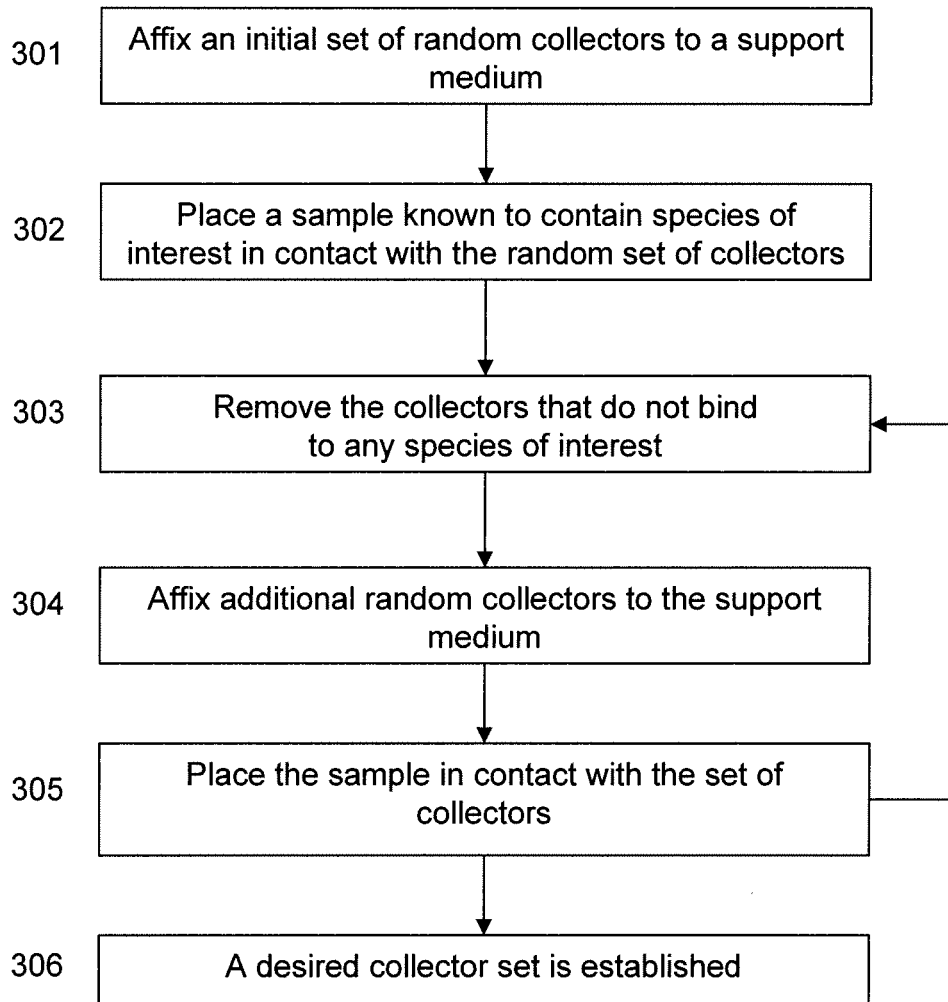 301
Affix an initial set of random collectors to a support
medium
302
Place a sample known to contain species of
interest in contact with the random set of collectors
303
Remove the collectors that do not bind
to any species of interest
304
Affix additional random collectors to the support
medium
305
Place the sample in contact with the set of
collectors
306
A desired collector set is established